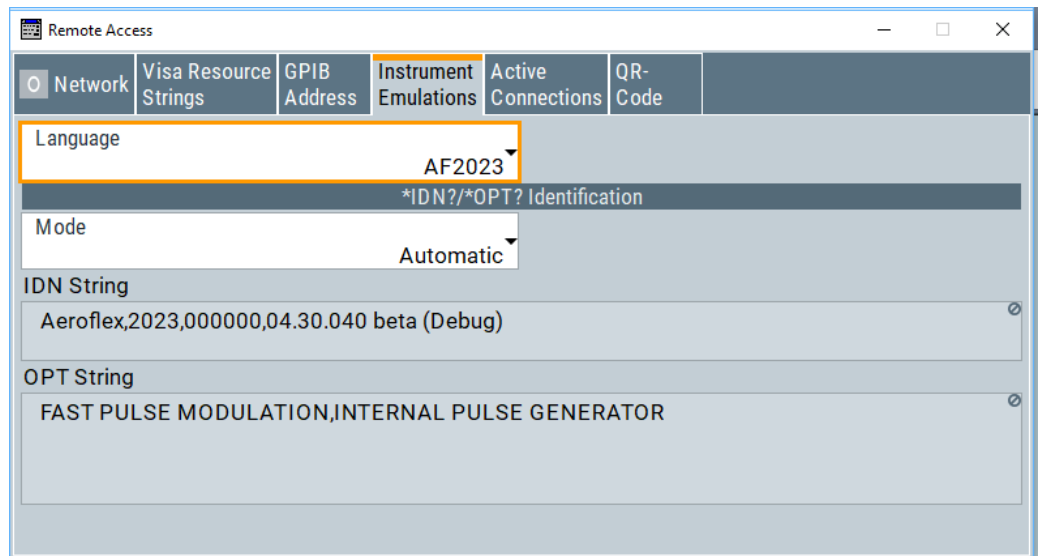 Remote Access
O Network
Visa Resource
Strings
GPIB
Address
Instrument
Emulations
Active
Connections
QR-
Code
Language
AF2023
*IDN?/*OPT? Identification
Mode
Automatic
IDN String
Aeroflex,2023,000000,04.30.040 beta (Debug)
OPT String
FAST PULSE MODULATION,INTERNAL PULSE GENERATOR